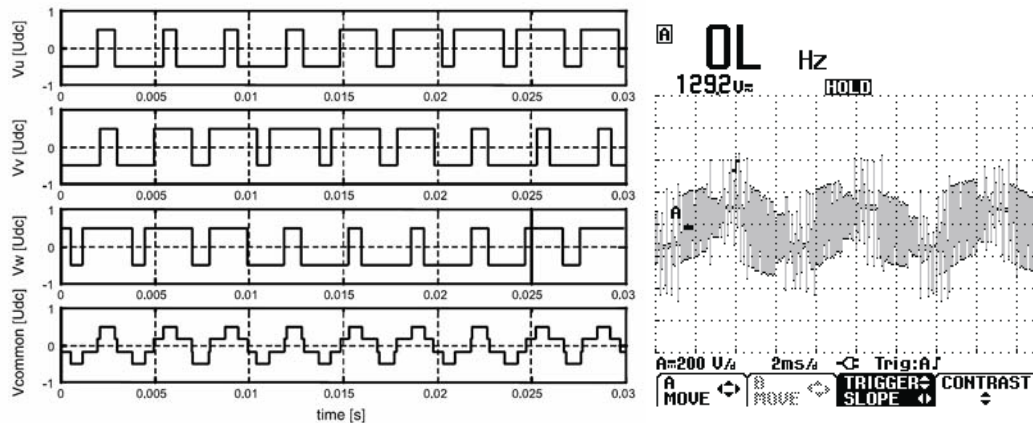 Vu [Udc]
1
0
-1
0
0.005
0.01
0.015
0.02
0.025
0.03
Vv [Udc]
1
0
-1
0
0.005
0.01
0.015
0.02
0.025
0.03
Vw [Udc]
1
0
-1
0
0.005
0.01
0.015
0.02
0.025
0.03
Vcommon [Udc]
1
0
-1
0
0.005
0.01
0.015
0.02
0.025
0.03
time [s]
A OL Hz
129.2V≂
HOLD
A
A=200 V/d 2ms/d Trig:A
A MOVE
B MOVE
TRIGGER
SLOPE
CONTRAST